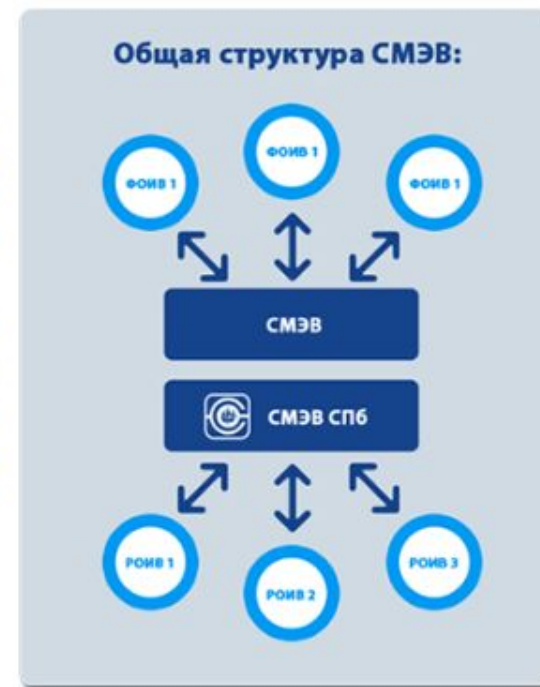 Общая структура СМЭВ:
ФОИВ 1
ФОИВ 1
ФОИВ 1
СМЭВ
СМЭВ СПб
РОИВ 1
РОИВ 2
РОИВ 3